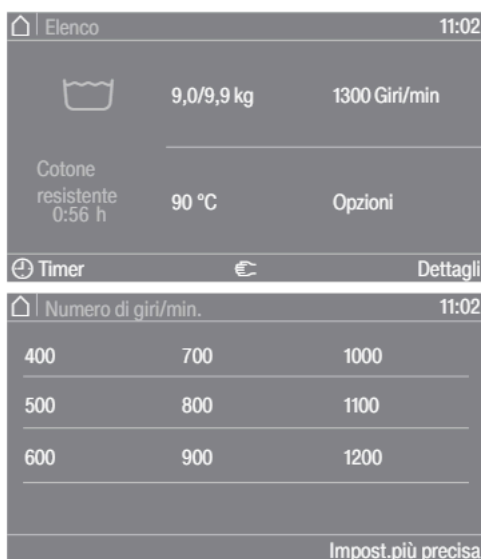 Elenco 11:02
9,0/9,9 kg 1300 Giri/min
Cotone
resistente
0:56 h
90 °C Opzioni
Timer Dettagli
Numero di giri/min. 11:02
400 700 1000
500 800 1100
600 900 1200
Impost.più precisa